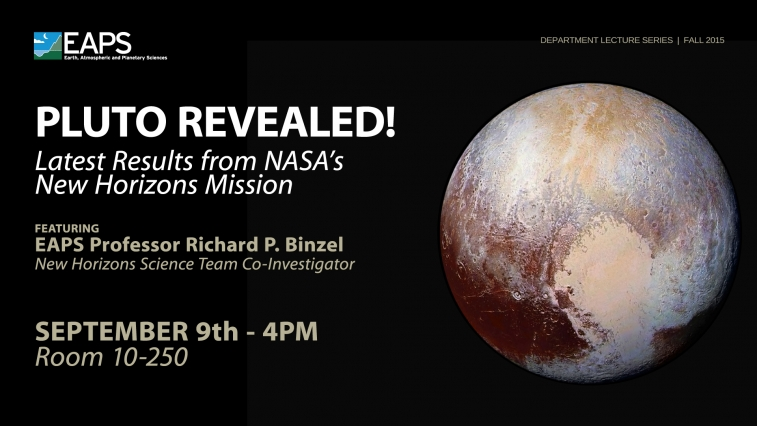 EAPS
Earth, Atmospheric and Planetary Sciences
DEPARTMENT LECTURE SERIES | FALL 2015
PLUTO REVEALED!
Latest Results from NASA's
New Horizons Mission
FEATURING
EAPS Professor Richard P. Binzel
New Horizons Science Team Co-Investigator
SEPTEMBER 9th - 4PM
Room 10-250